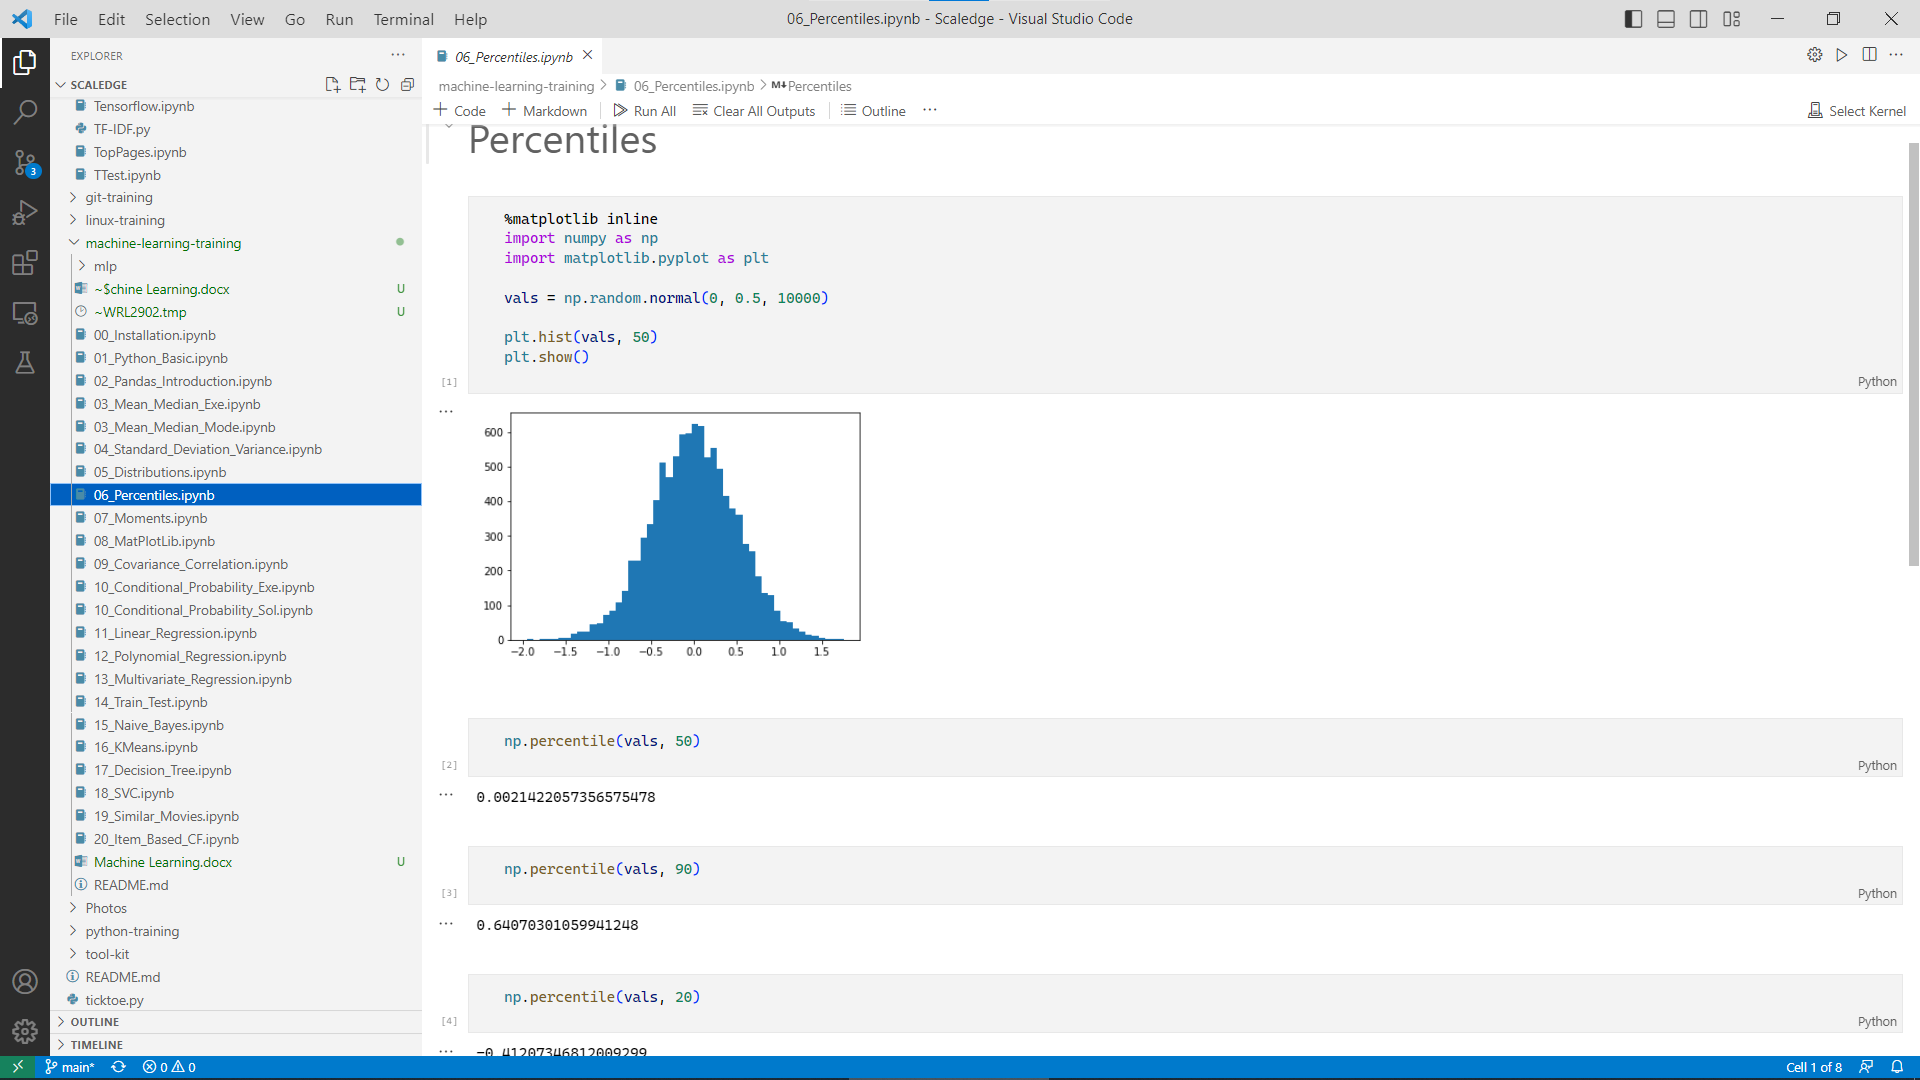 File Edit Selection View Go Run Terminal Help
06_Percentiles.ipynb - Scaledge - Visual Studio Code
EXPLORER
SCALEDGE
Tensorflow.ipynb
TF-IDF.py
TopPages.ipynb
TTest.ipynb
git-training
linux-training
machine-learning-training
mlp
~$chine Learning.docx U
~WRL2902.tmp U
00_Installation.ipynb
01_Python_Basic.ipynb
02_Pandas_Introduction.ipynb
03_Mean_Median_Exe.ipynb
03_Mean_Median_Mode.ipynb
04_Standard_Deviation_Variance.ipynb
05_Distributions.ipynb
06_Percentiles.ipynb
07_Moments.ipynb
08_MatPlotLib.ipynb
09_Covariance_Correlation.ipynb
10_Conditional_Probability_Exe.ipynb
10_Conditional_Probability_Sol.ipynb
11_Linear_Regression.ipynb
12_Polynomial_Regression.ipynb
13_Multivariate_Regression.ipynb
14_Train_Test.ipynb
15_Naive_Bayes.ipynb
16_KMeans.ipynb
17_Decision_Tree.ipynb
18_SVC.ipynb
19_Similar_Movies.ipynb
20_Item_Based_CF.ipynb
Machine Learning.docx U
README.md
Photos
python-training
tool-kit
README.md
ticktoe.py
OUTLINE
TIMELINE
3
06_Percentiles.ipynb
machine-learning-training > 06_Percentiles.ipynb > M↓Percentiles
+ Code + Markdown Run All Clear All Outputs Outline ... Select Kernel
Percentiles
%matplotlib inline
import numpy as np
import matplotlib.pyplot as plt
vals = np.random.normal(0, 0.5, 10000)
plt.hist(vals, 50)
plt.show()
[1] Python
600
500
400
300
200
100
0
−2.0 −1.5 −1.0 −0.5 0.0 0.5 1.0 1.5
np.percentile(vals, 50)
[2] Python
0.0021422057356575478
np.percentile(vals, 90)
[3] Python
0.64070301059941248
np.percentile(vals, 20)
[4] Python
−0.41207346812009299
main* 0 0 Cell 1 of 8